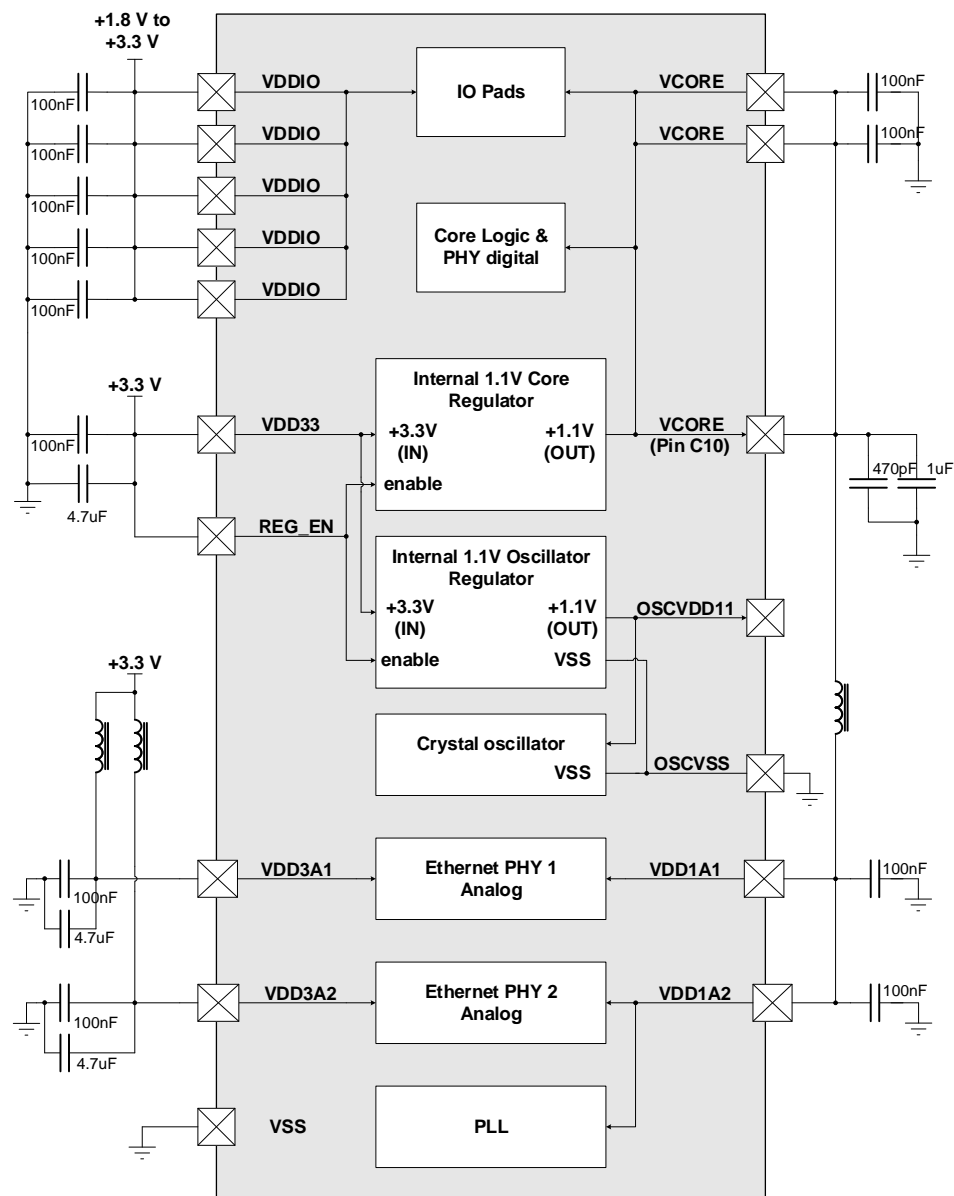 +1.8 V to
+3.3 V
100nF
VDDIO
IO Pads
VCORE
100nF
100nF
VDDIO
VCORE
100nF
100nF
VDDIO
100nF
VDDIO
Core Logic &
PHY digital
100nF
VDDIO
+3.3 V
100nF
VDD33
Internal 1.1V Core
Regulator
+3.3V
(IN)
+1.1V
(OUT)
enable
VCORE
(Pin C10)
470pF
1uF
4.7uF
REG_EN
Internal 1.1V Oscillator
Regulator
+3.3V
(IN)
+1.1V
(OUT)
enable
VSS
OSCVDD11
+3.3 V
Crystal oscillator
VSS
OSCVSS
100nF
4.7uF
VDD3A1
Ethernet PHY 1
Analog
VDD1A1
100nF
100nF
4.7uF
VDD3A2
Ethernet PHY 2
Analog
VDD1A2
100nF
VSS
PLL